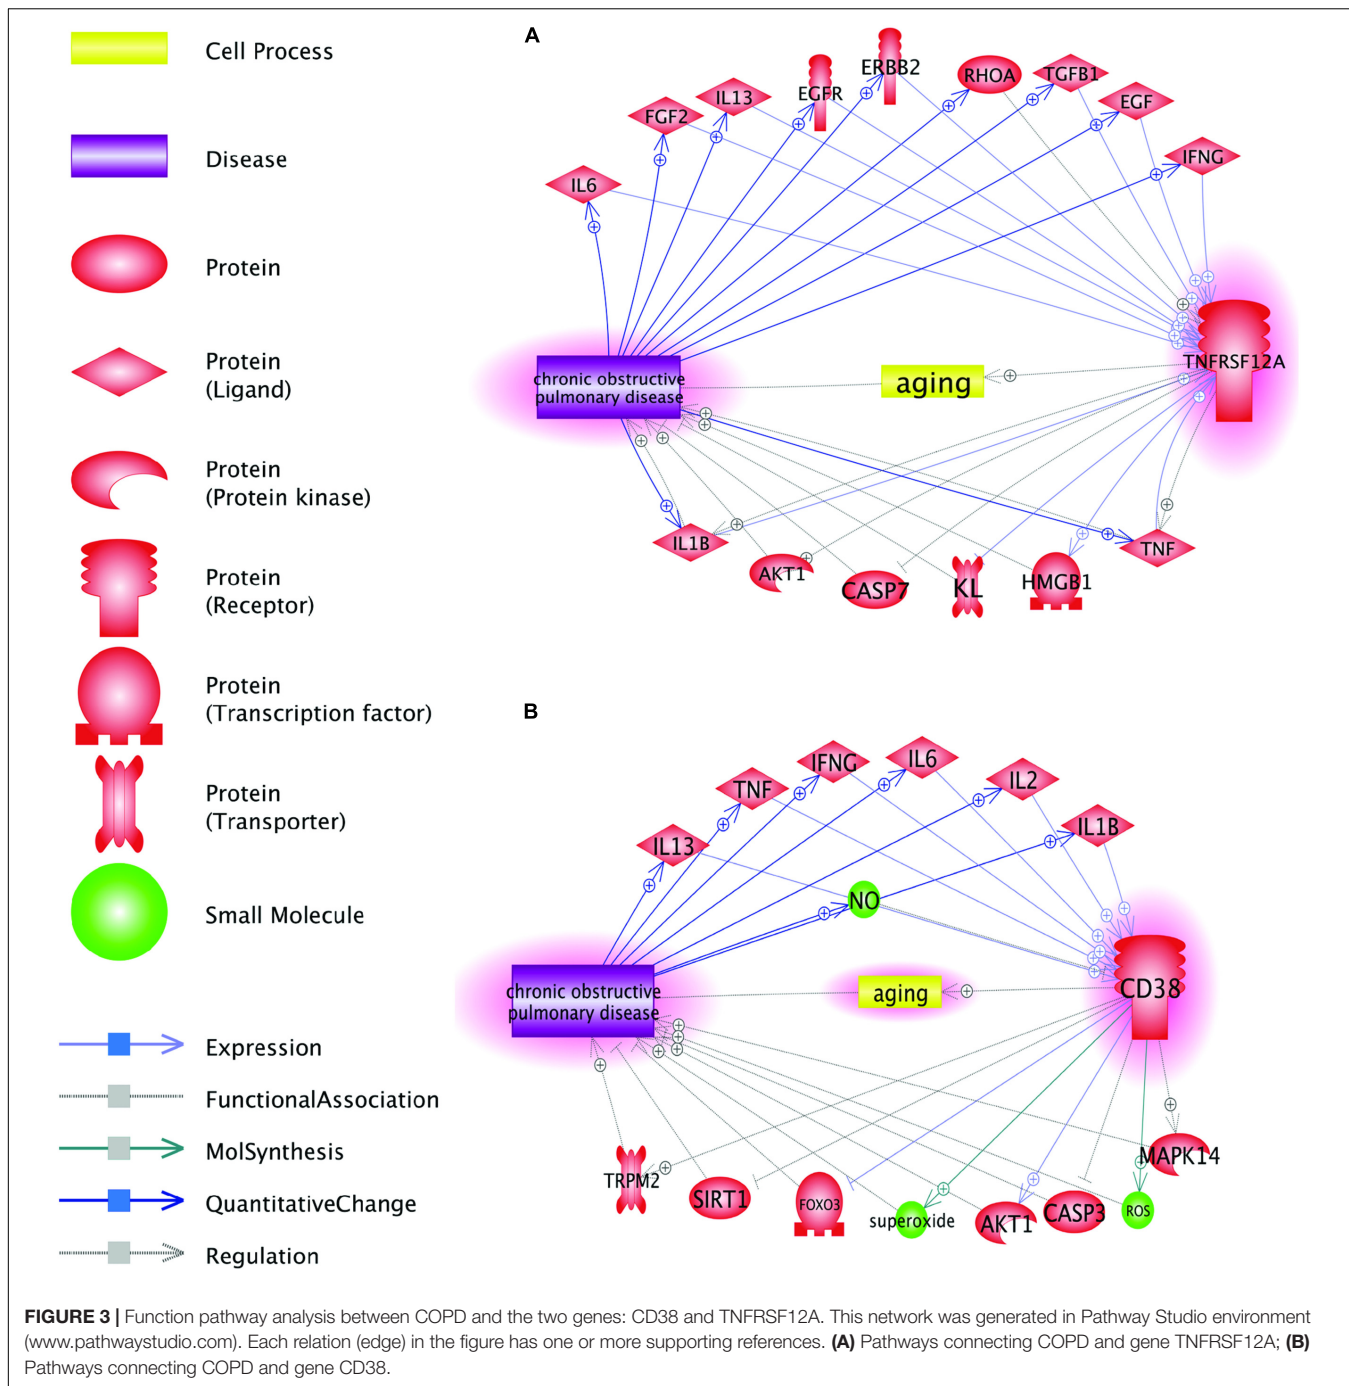 Cell Process
Disease
Protein
Protein
(Ligand)
Protein
(Protein kinase)
Protein
(Receptor)
Protein
(Transcription factor)
Protein
(Transporter)
Small Molecule
Expression
FunctionalAssociation
MolSynthesis
QuantitativeChange
Regulation
A
ERBB2
RHOA
TGFB1
EGFR
IL13
EGF
FGF2
IFNG
IL6
TNFRSF12A
chronic obstructive
pulmonary disease
aging
IL1B
TNF
AKT1
CASP7
KL
HMGB1
B
IFNG
IL6
TNF
IL2
IL13
IL1B
NO
CD38
chronic obstructive
pulmonary disease
aging
MAPK14
TRPM2
SIRT1
FOXO3
superoxide
AKT1
CASP3
ROS
FIGURE 3 | Function pathway analysis between COPD and the two genes: CD38 and TNFRSF12A. This network was generated in Pathway Studio environment
(www.pathwaystudio.com). Each relation (edge) in the figure has one or more supporting references. (A) Pathways connecting COPD and gene TNFRSF12A; (B)
Pathways connecting COPD and gene CD38.